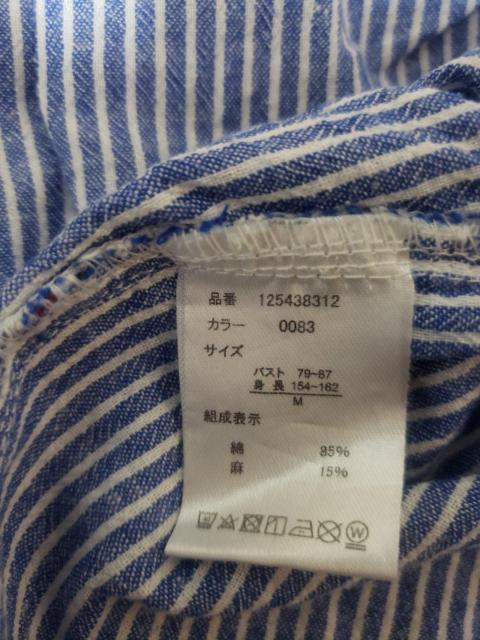 品番 125438312
カラー 0083
サイズ
バスト 79~87
身長 154~162
M
組成表示
綿 85%
麻 15%
W